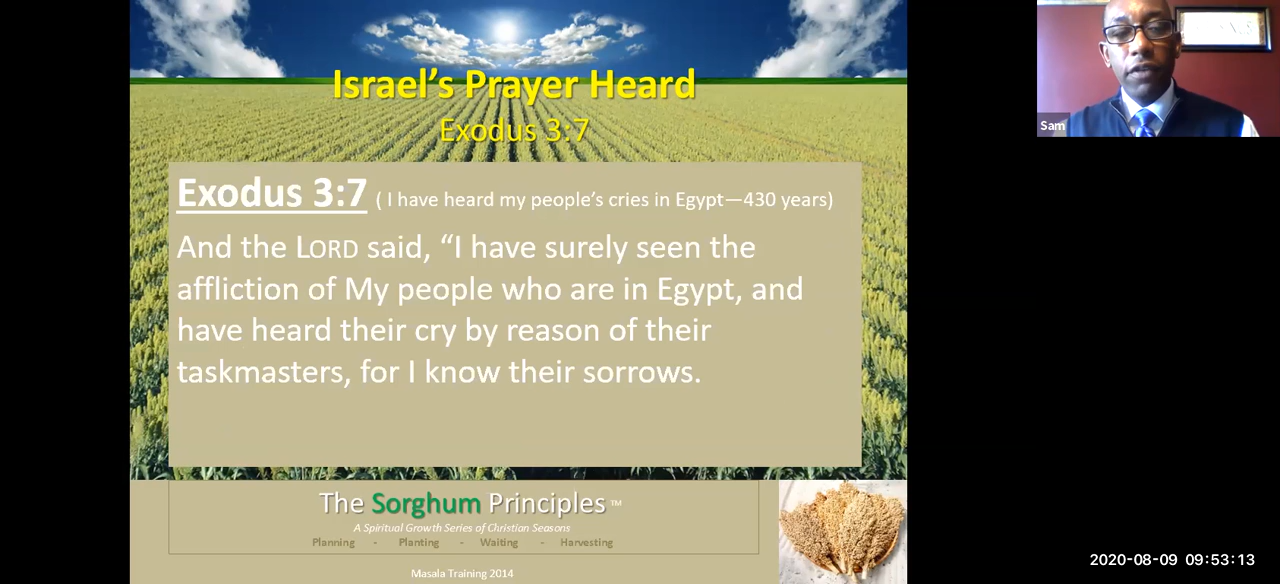 Israel’s Prayer Heard
Exodus 3:7
Exodus 3:7 ( I have heard my people’s cries in Egypt—430 years)
And the LORD said, “I have surely seen the
affliction of My people who are in Egypt, and
have heard their cry by reason of their
taskmasters, for I know their sorrows.
The Sorghum Principles ™
A Spiritual Growth Series of Christian Seasons
Planning - Planting - Waiting - Harvesting
Masala Training 2014
Sam
2020-08-09 09:53:13